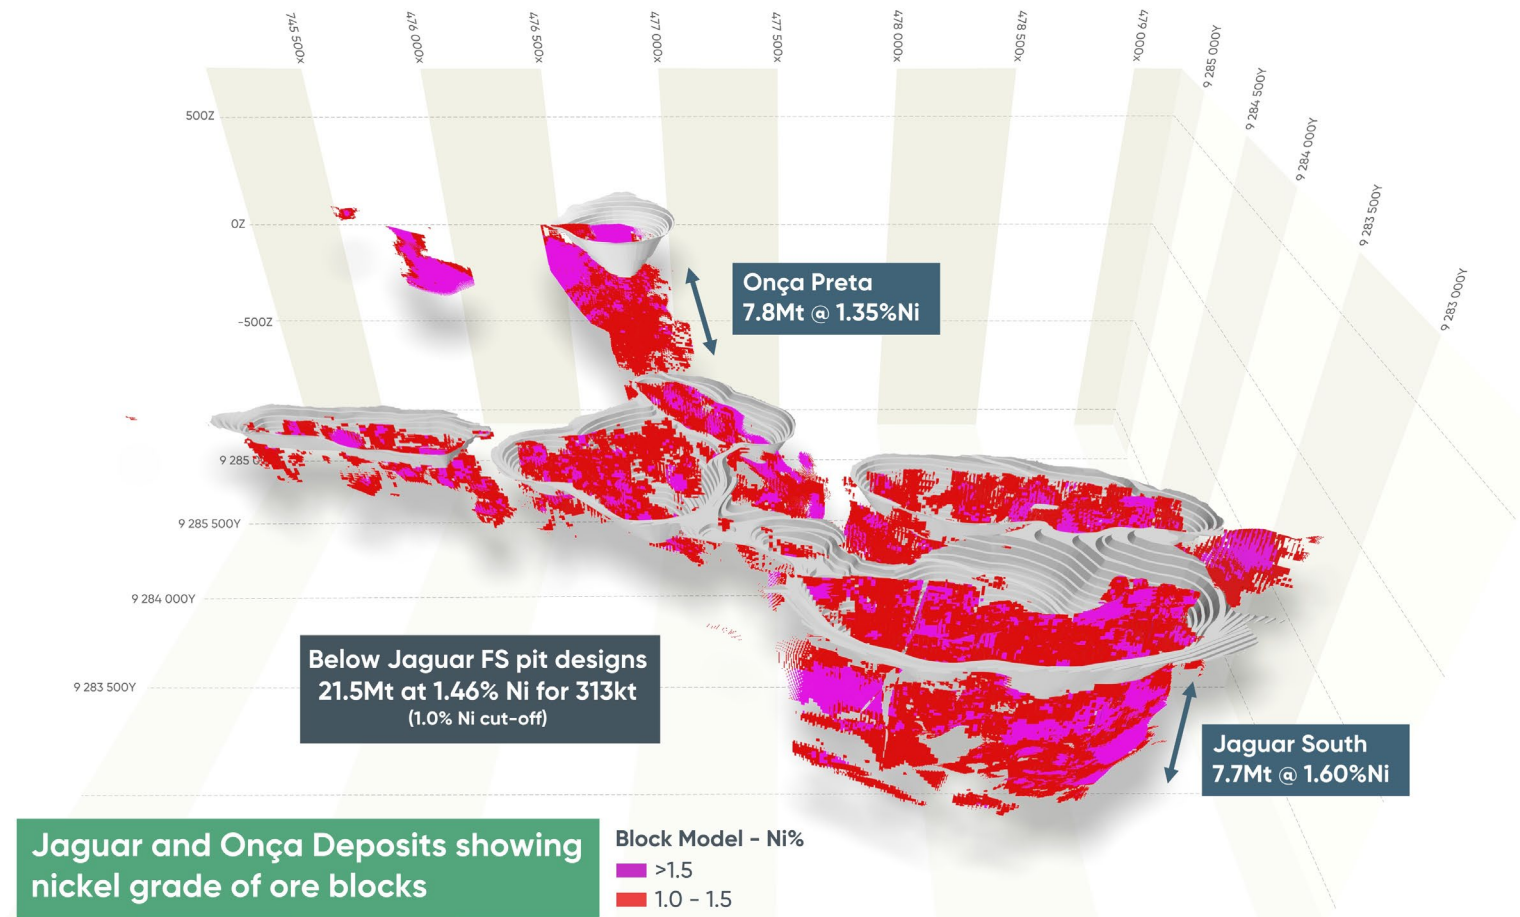 745 500x
476 000x
476 500x
477 000x
477 500x
478 000x
478 500x
479 000x
9 285 000Y
9 284 500Y
9 284 000Y
9 283 500Y
9 283 000Y
500Z
0Z
-500Z
Onça Preta
7.8Mt @ 1.35%Ni
9 285 0
9 285 500Y
9 284 000Y
9 283 500Y
Below Jaguar FS pit designs
21.5Mt at 1.46% Ni for 313kt
(1.0% Ni cut-off)
Jaguar South
7.7Mt @ 1.60%Ni
Jaguar and Onça Deposits showing
nickel grade of ore blocks
Block Model - Ni%
>1.5
1.0 - 1.5